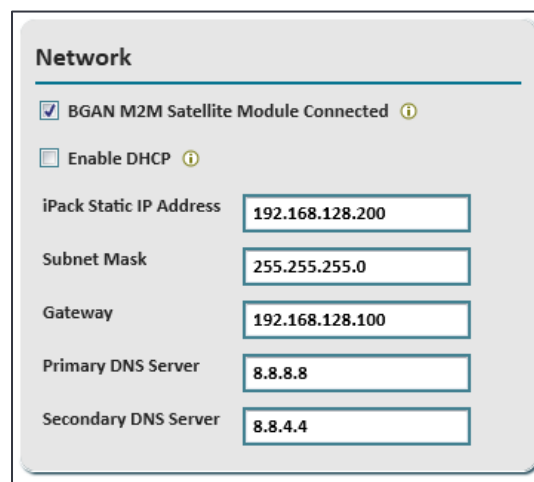 Network
BGAN M2M Satellite Module Connected
Enable DHCP
iPack Static IP Address 192.168.128.200
Subnet Mask 255.255.255.0
Gateway 192.168.128.100
Primary DNS Server 8.8.8.8
Secondary DNS Server 8.8.4.4